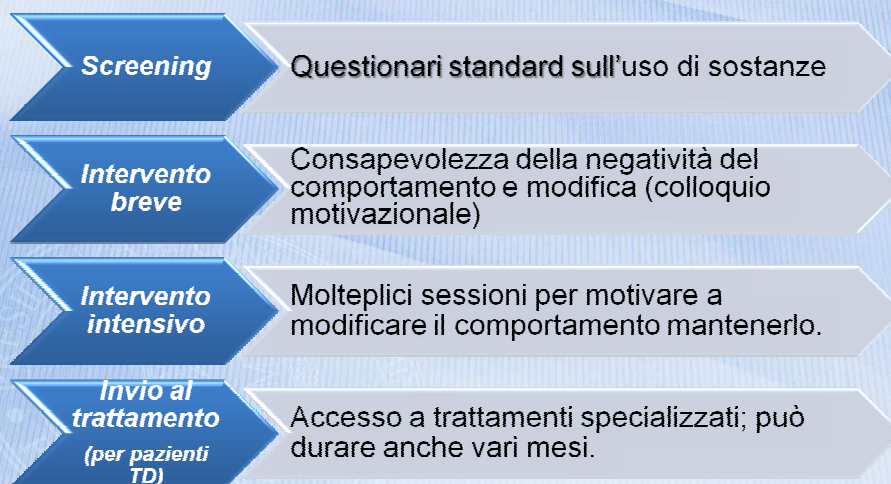 Screening
Questionari standard sull'uso di sostanze
Intervento
breve
Consapevolezza della negatività del
comportamento e modifica (colloquio
motivazionale)
Intervento
intensivo
Molteplici sessioni per motivare a
modificare il comportamento mantenerlo.
Invio al
trattamento
(per pazienti
TD)
Accesso a trattamenti specializzati; può
durare anche vari mesi.